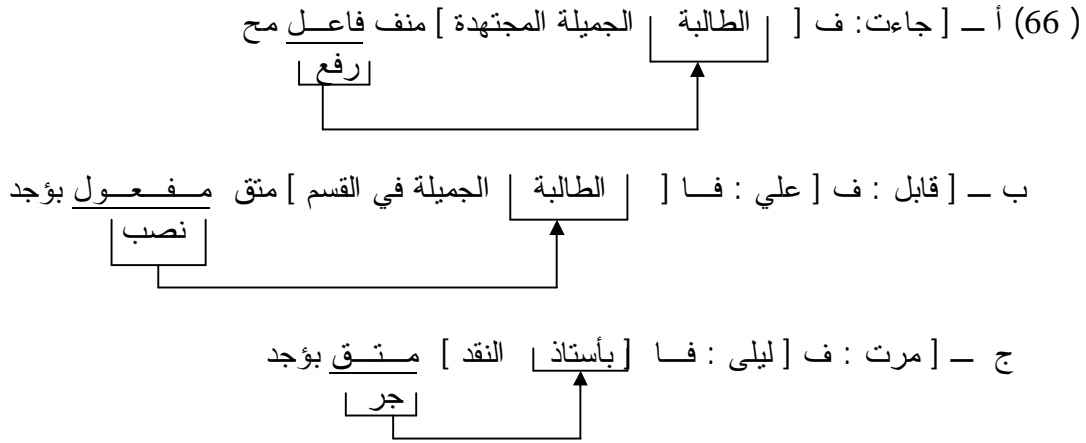 ( 66) أ ــ [ جاءت: ف [ الطالبة الجميلة المجتهدة ] منف فاعــل مح
رفع
ب ــ [ قابل : ف [ علي : فــا [ الطالبة الجميلة في القسم ] متق مــفــعــول بؤجد
نصب
ج ــ [ مرت : ف [ ليلى : فــا [بأستاذ النقد ] مــتــق بؤجد
جر